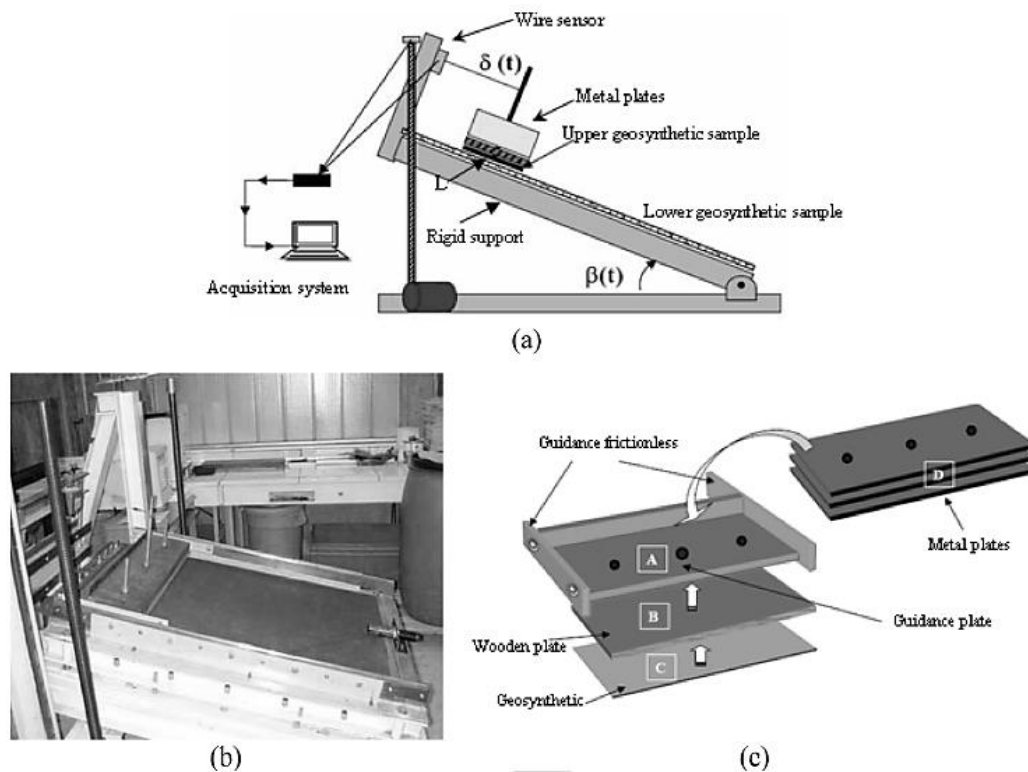 Wire sensor
δ (t)
Metal plates
Upper geosynthetic sample
L
Lower geosynthetic sample
Rigid support
β(t)
Acquisition system
(a)
Guidance frictionless
D
Metal plates
A
B
Guidance plate
Wooden plate
C
Geosynthetic
(b)
(c)